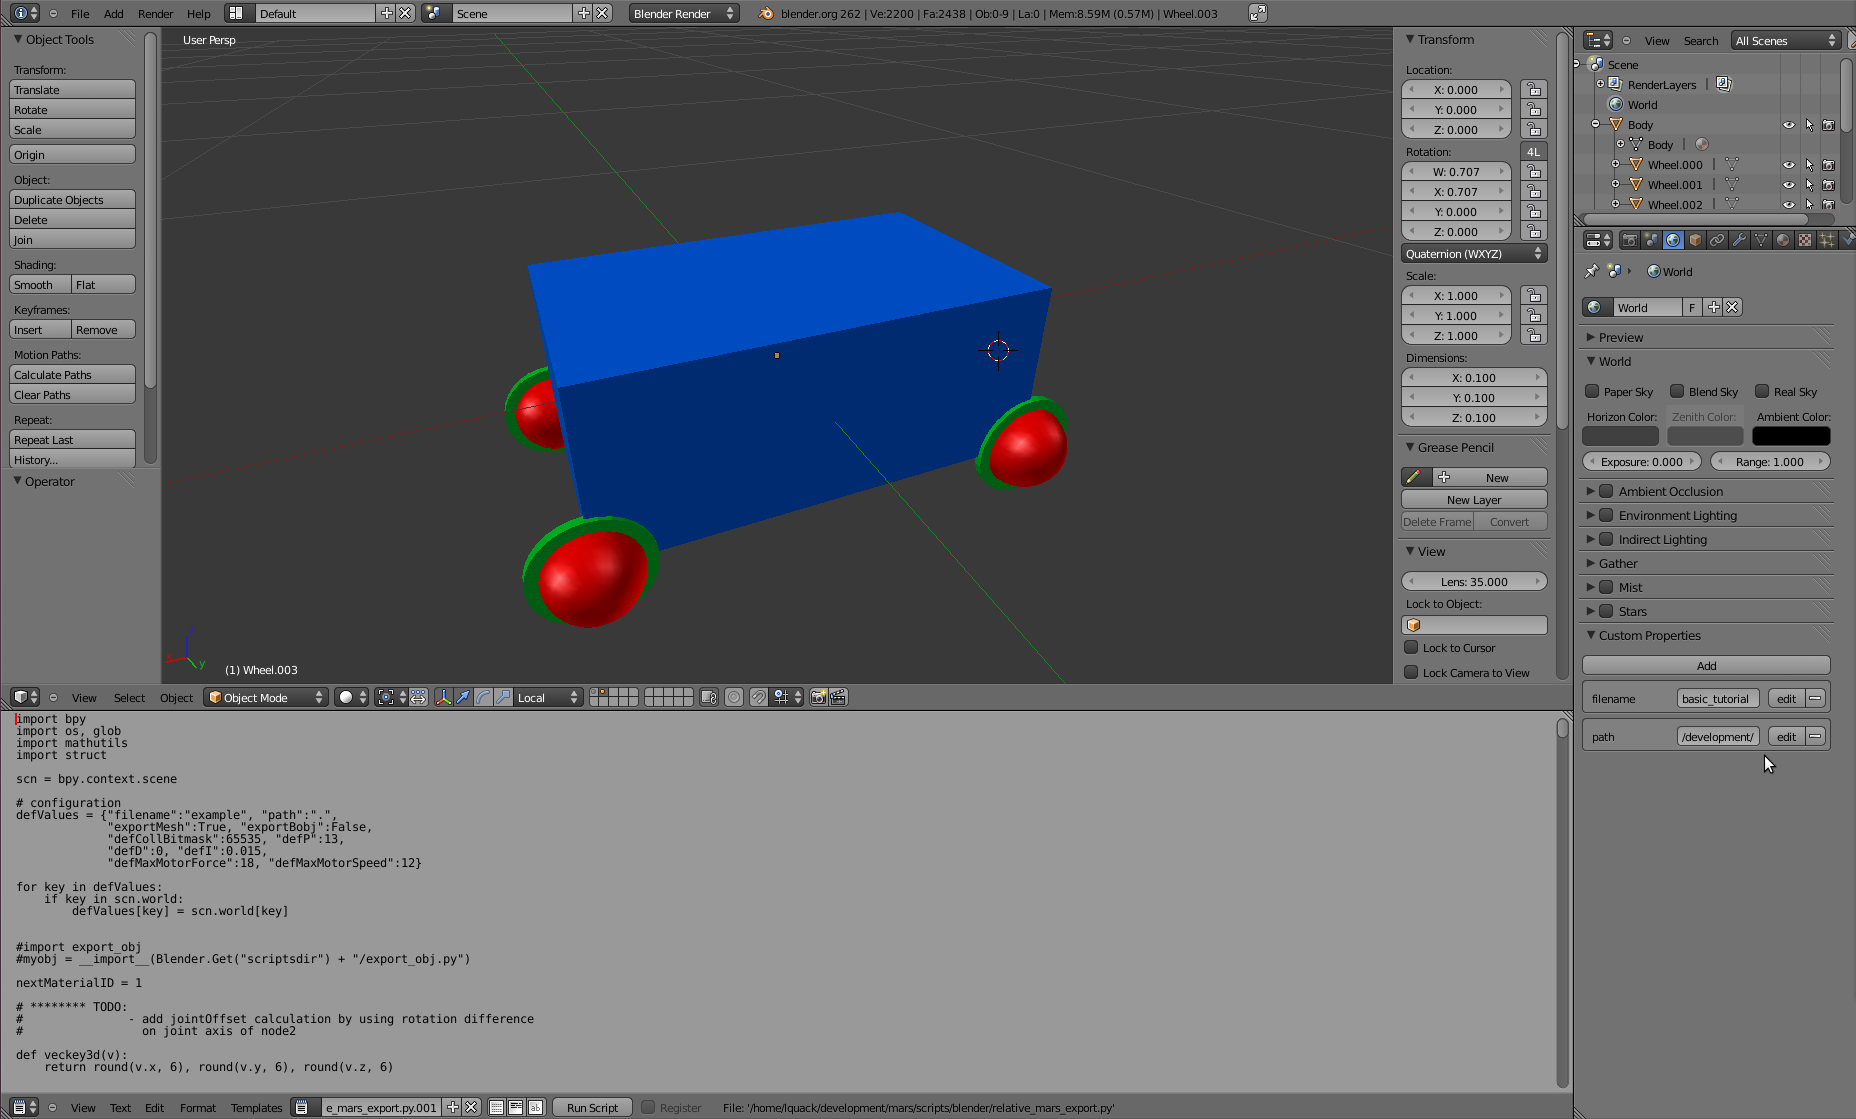 File Add Render Help Default Scene Blender Render blender.org 262 | Ve:2200 | Fa:2438 | Ob:0-9 | La:0 | Mem:8.59M (0.57M) | Wheel.003
Object Tools
Transform:
Translate
Rotate
Scale
Origin
Object:
Duplicate Objects
Delete
Join
Shading:
Smooth Flat
Keyframes:
Insert Remove
Motion Paths:
Calculate Paths
Clear Paths
Repeat:
Repeat Last
History...
Operator
User Persp
(1) Wheel.003
Transform
Location:
X: 0.000
Y: 0.000
Z: 0.000
Rotation: 4L
W: 0.707
X: 0.707
Y: 0.000
Z: 0.000
Quaternion (WXYZ)
Scale:
X: 1.000
Y: 1.000
Z: 1.000
Dimensions:
X: 0.100
Y: 0.100
Z: 0.100
Grease Pencil
New
New Layer
Delete Frame Convert
View
Lens: 35.000
Lock to Object:
Lock to Cursor
Lock Camera to View
View Search All Scenes
Scene
RenderLayers
World
Body
Body
Wheel.000
Wheel.001
Wheel.002
World
World F
Preview
World
Paper Sky Blend Sky Real Sky
Horizon Color: Zenith Color: Ambient Color:
Exposure: 0.000 Range: 1.000
Ambient Occlusion
Environment Lighting
Indirect Lighting
Gather
Mist
Stars
Custom Properties
Add
filename basic_tutorial edit
path /development/ edit
View Select Object Object Mode Local
import bpy
import os, glob
import mathutils
import struct
scn = bpy.context.scene
# configuration
defValues = {"filename":"example", "path":".",
"exportMesh":True, "exportBobj":False,
"defCollBitmask":65535, "defP":13,
"defD":0, "defI":0.015,
"defMaxMotorForce":18, "defMaxMotorSpeed":12}
for key in defValues:
if key in scn.world:
defValues[key] = scn.world[key]
#import export_obj
#myobj = __import__(Blender.Get("scriptsdir") + "/export_obj.py")
nextMaterialID = 1
# ******** TODO:
# - add jointOffset calculation by using rotation difference
# on joint axis of node2
def veckey3d(v):
return round(v.x, 6), round(v.y, 6), round(v.z, 6)
View Text Edit Format Templates e_mars_export.py.001 Run Script Register File: '/home/lquack/development/mars/scripts/blender/relative_mars_export.py'